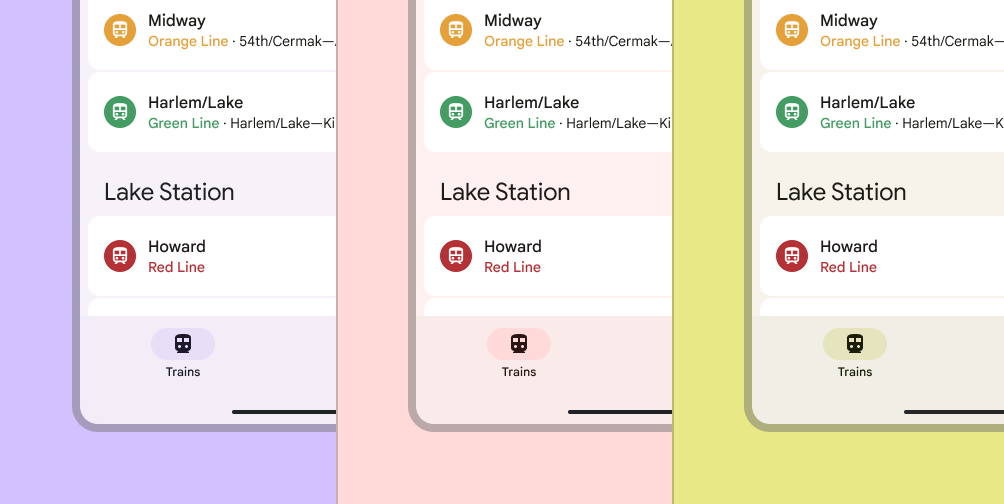 Midway
Orange Line · 54th/Cermak—
Harlem/Lake
Green Line · Harlem/Lake—Ki
Lake Station
Howard
Red Line
Trains
Midway
Orange Line · 54th/Cermak—
Harlem/Lake
Green Line · Harlem/Lake—Ki
Lake Station
Howard
Red Line
Trains
Midway
Orange Line · 54th/Cermak—
Harlem/Lake
Green Line · Harlem/Lake—K
Lake Station
Howard
Red Line
Trains